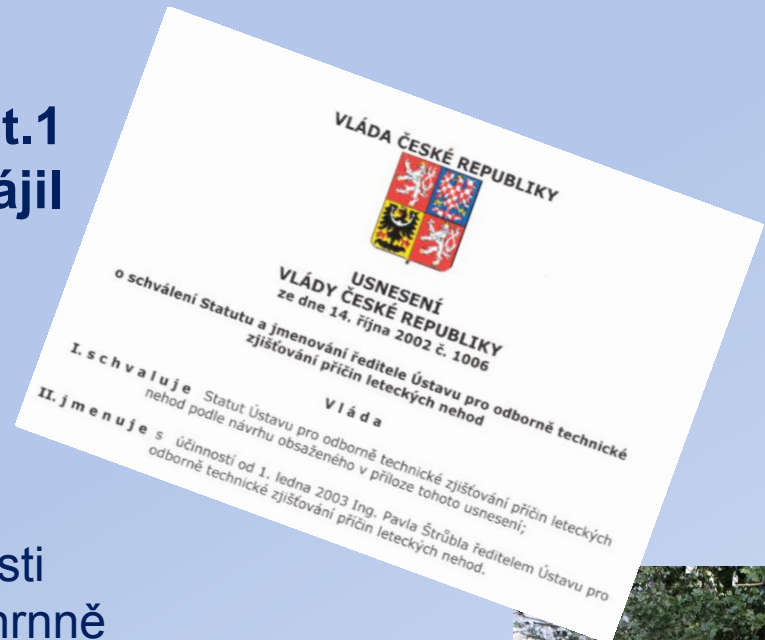 t.1
ájil
VLÁDA ČESKÉ REPUBLIKY
USNESENÍ
VLÁDY ČESKÉ REPUBLIKY
ze dne 14. října 2002 č. 1006
o schválení Statutu a jmenování ředitele Ústavu pro odborně technické
zjišťování příčin leteckých nehod
V l á d a
I. s c h v a l u j e Statut Ústavu pro odborně technické zjišťování příčin leteckých
nehod podle návrhu obsaženého v příloze tohoto usnesení;
II. j m e n u j e s účinností od 1. ledna 2003 Ing. Pavla Štrůbla ředitelem Ústavu pro
odborně technické zjišťování příčin leteckých nehod.
sti
hrnně